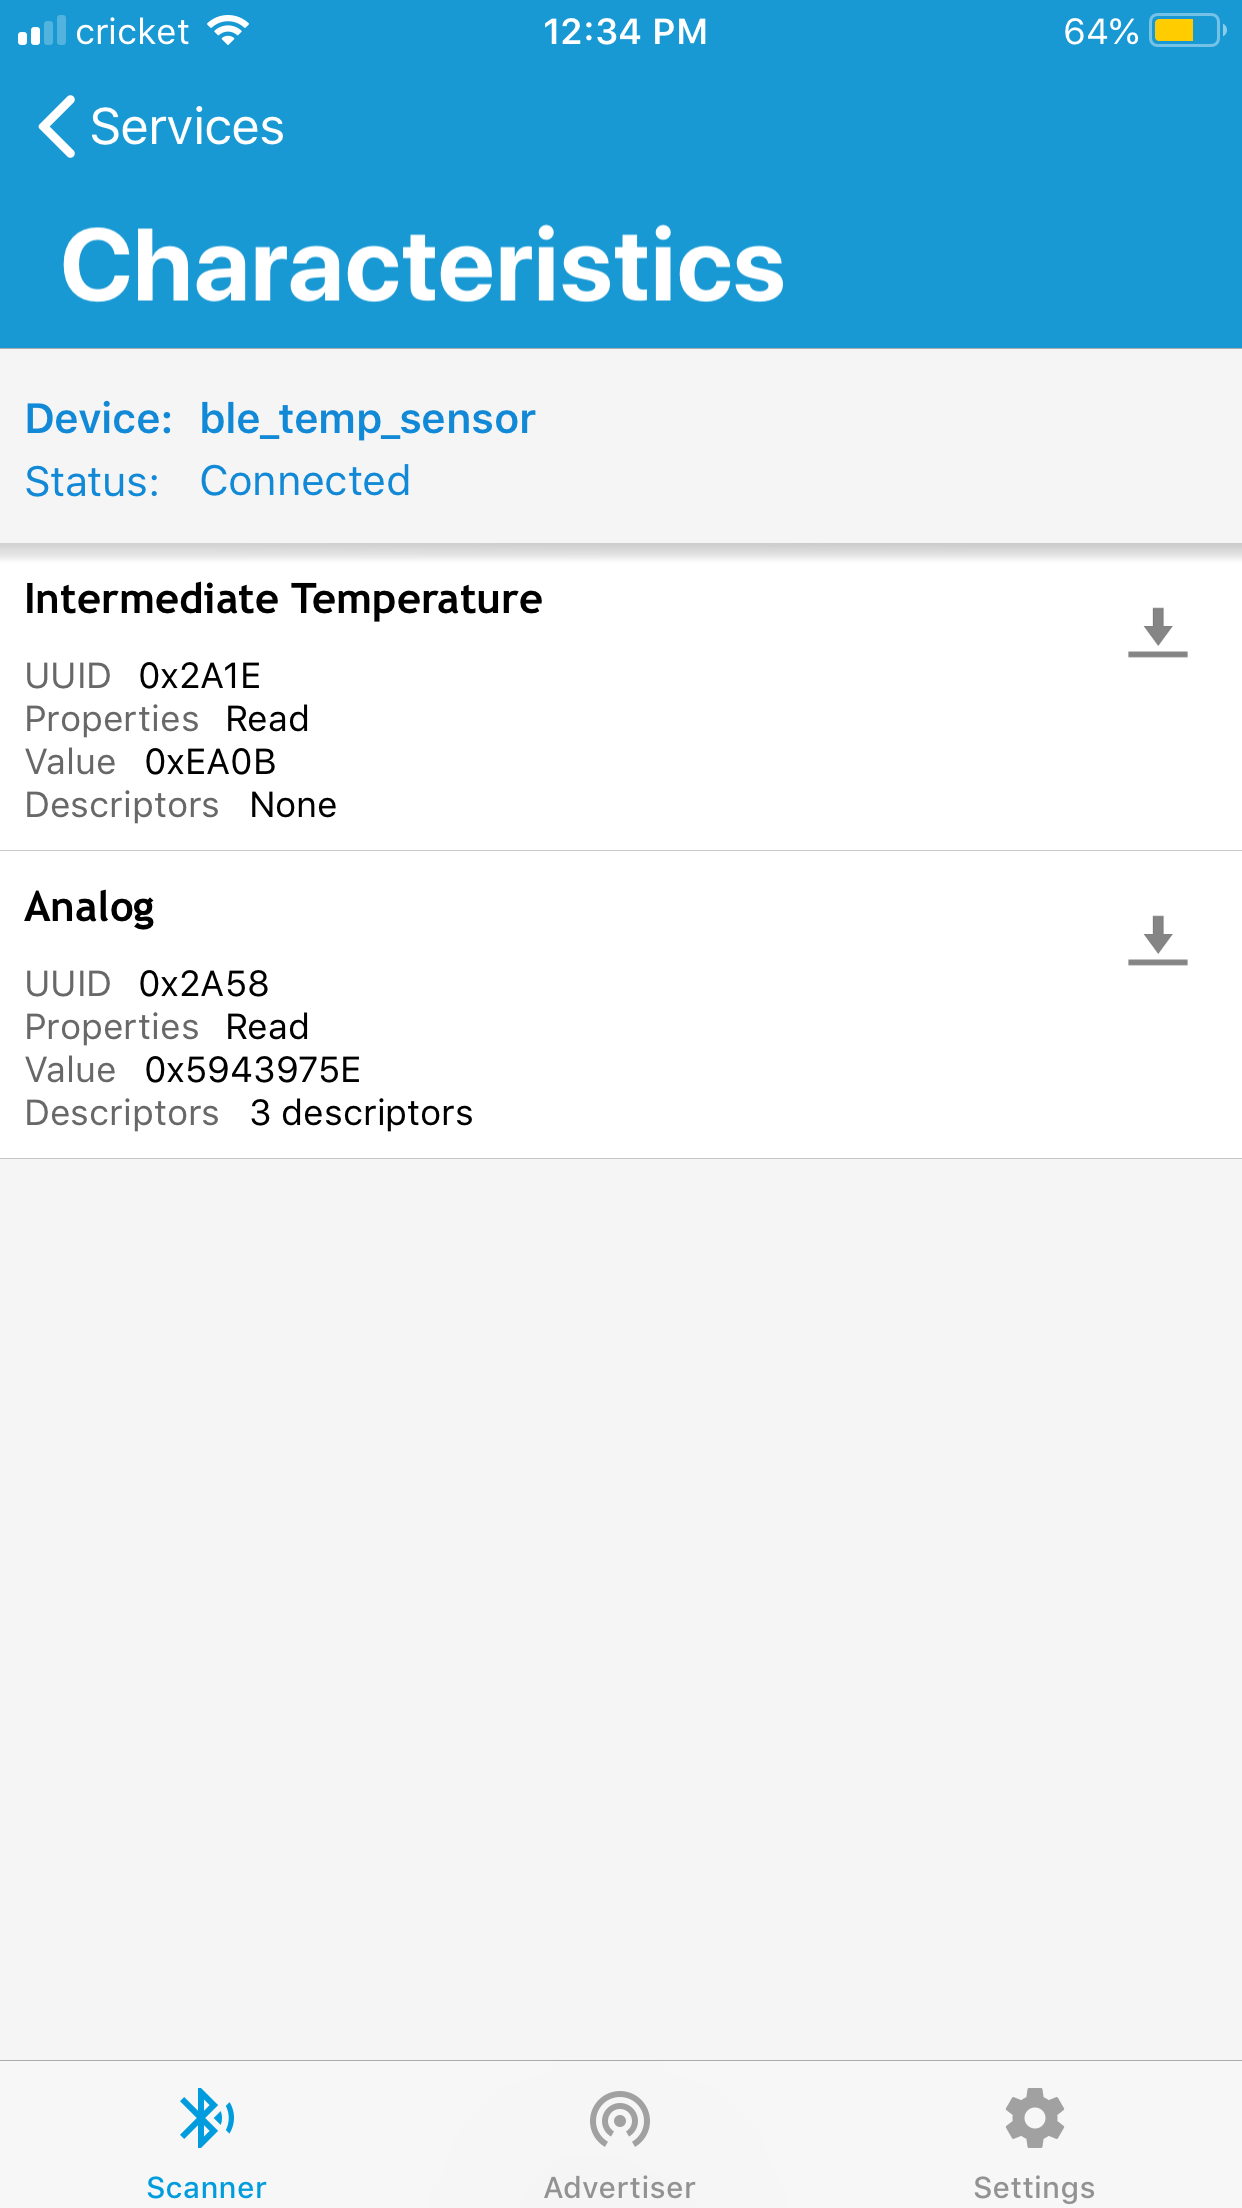 cricket 12:34 PM 64%
Services
Characteristics
Device: ble_temp_sensor
Status: Connected
Intermediate Temperature
UUID 0x2A1E
Properties Read
Value 0xEA0B
Descriptors None
Analog
UUID 0x2A58
Properties Read
Value 0x5943975E
Descriptors 3 descriptors
Scanner Advertiser Settings